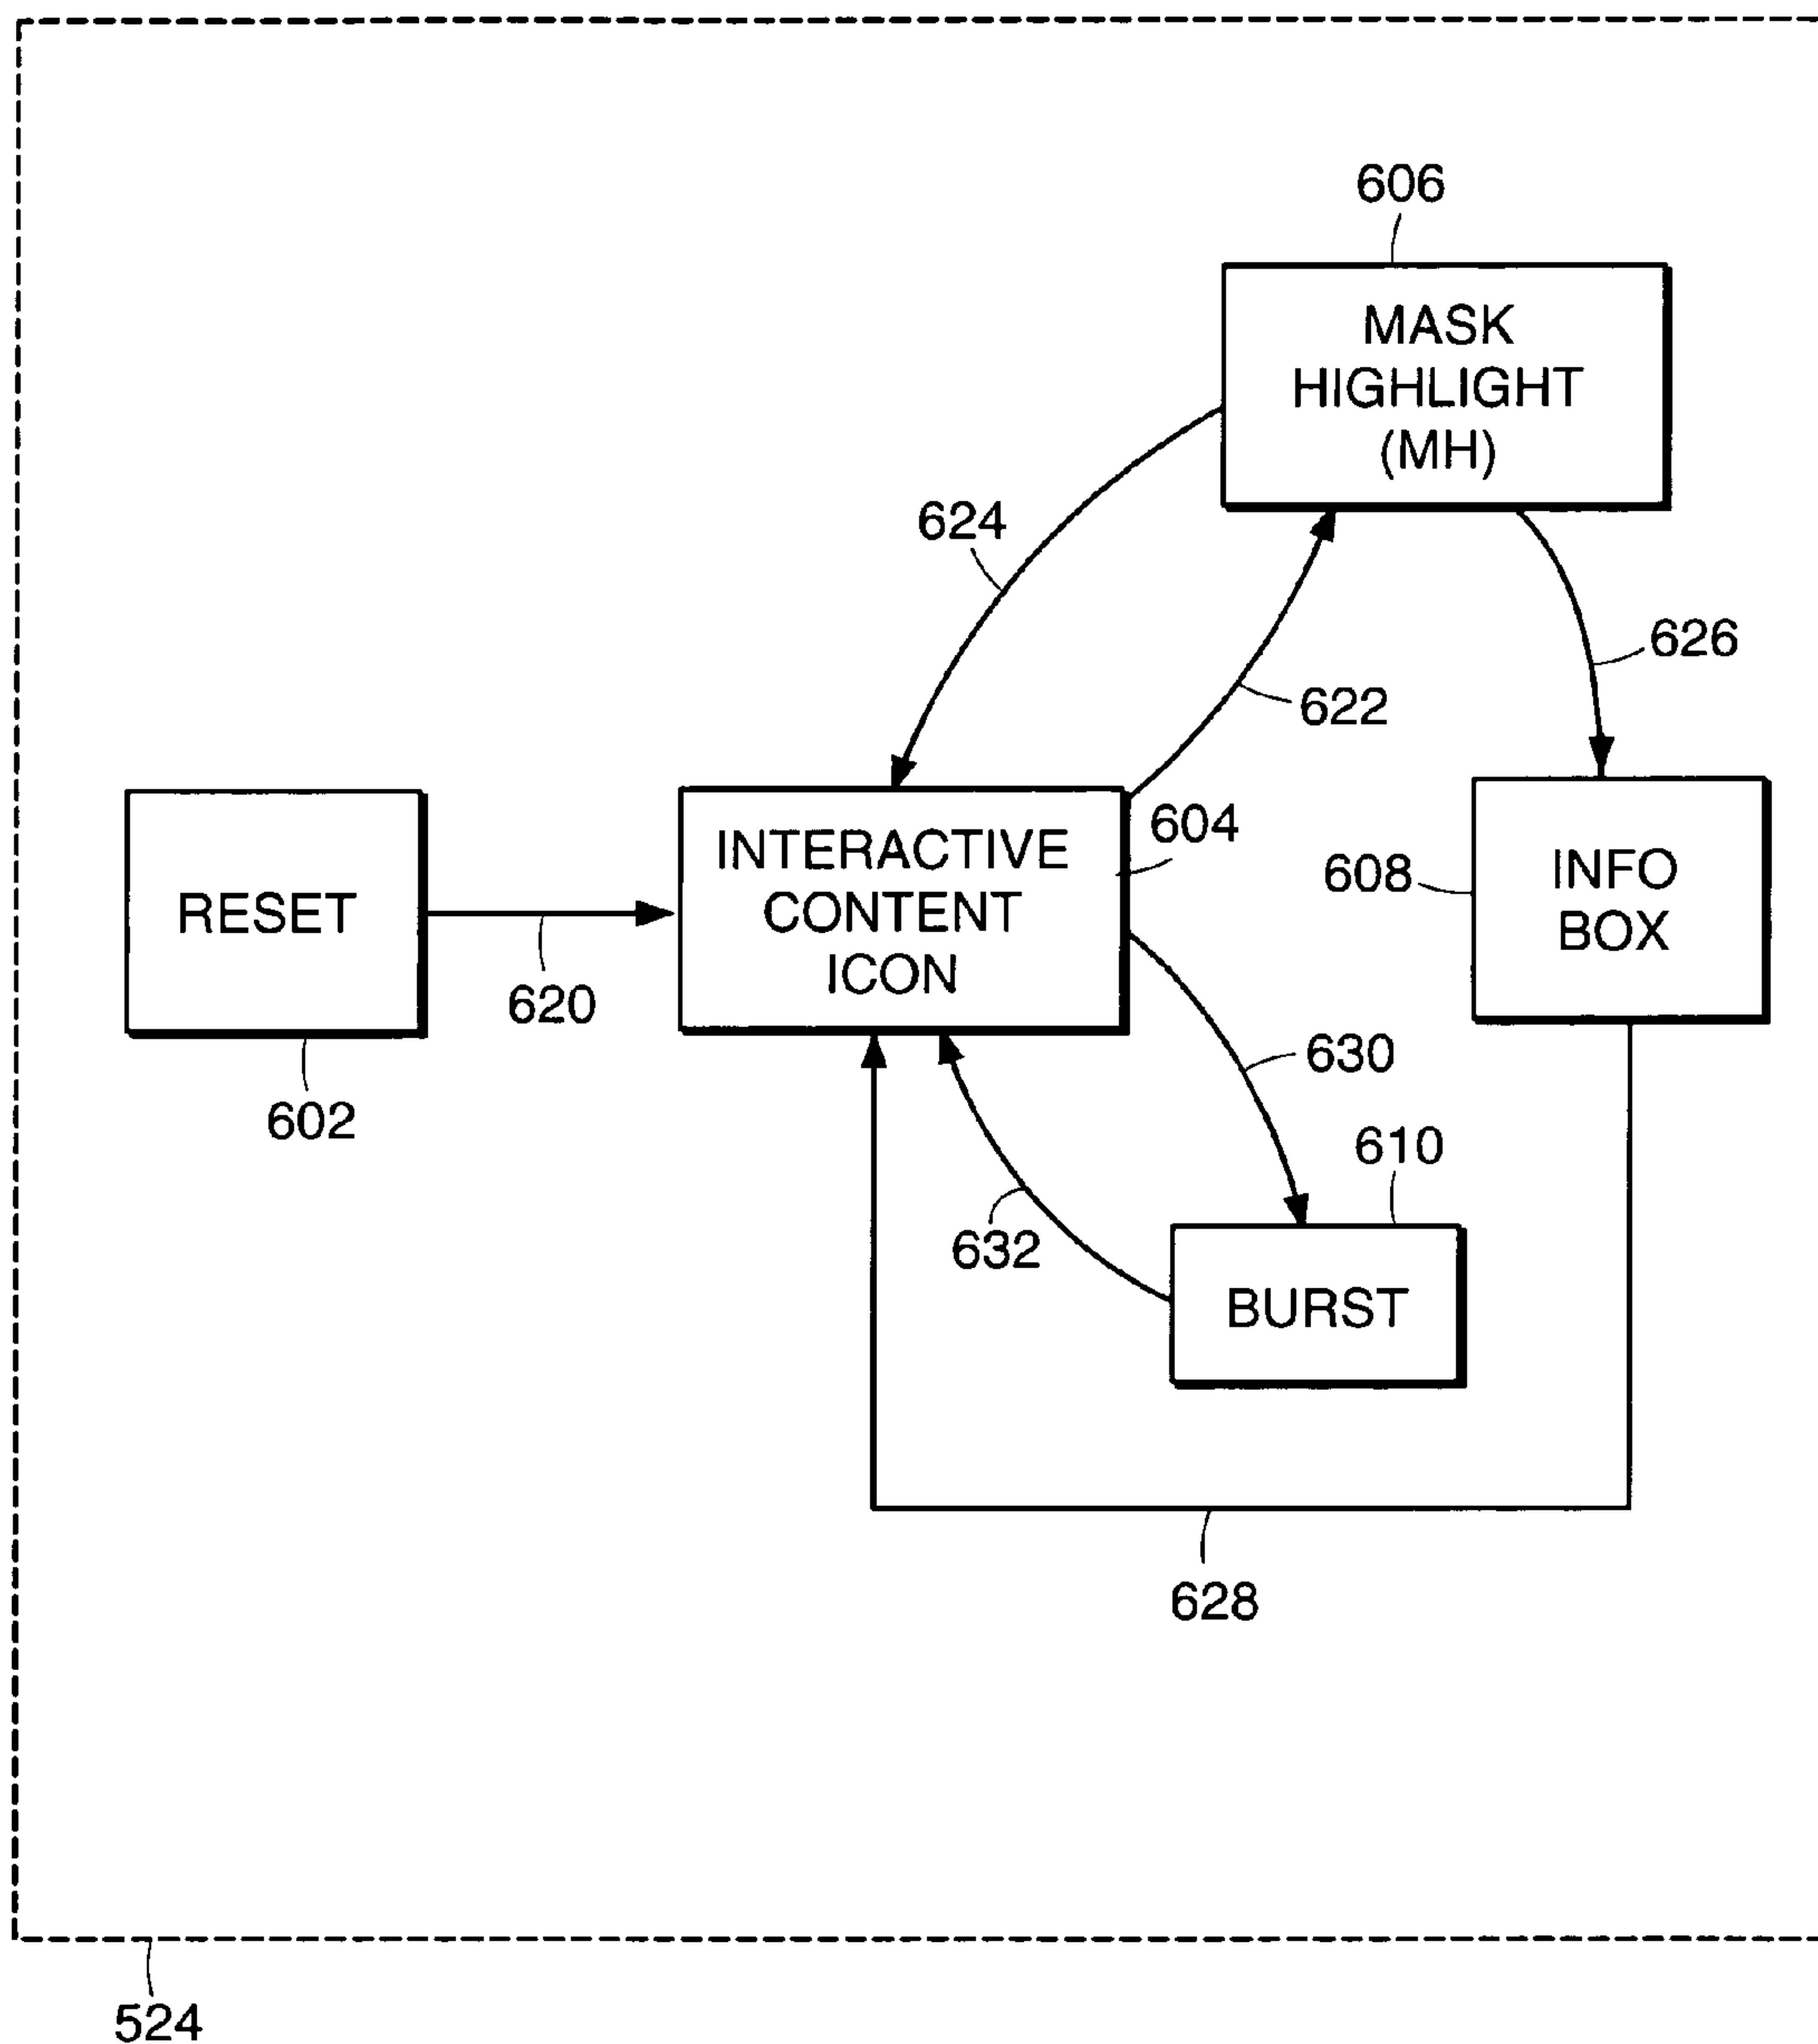 606
MASK
HIGHLIGHT
(MH)
624
626
622
604
INTERACTIVE
CONTENT
ICON
608
INFO
BOX
RESET
620
630
602
610
632
BURST
628
524